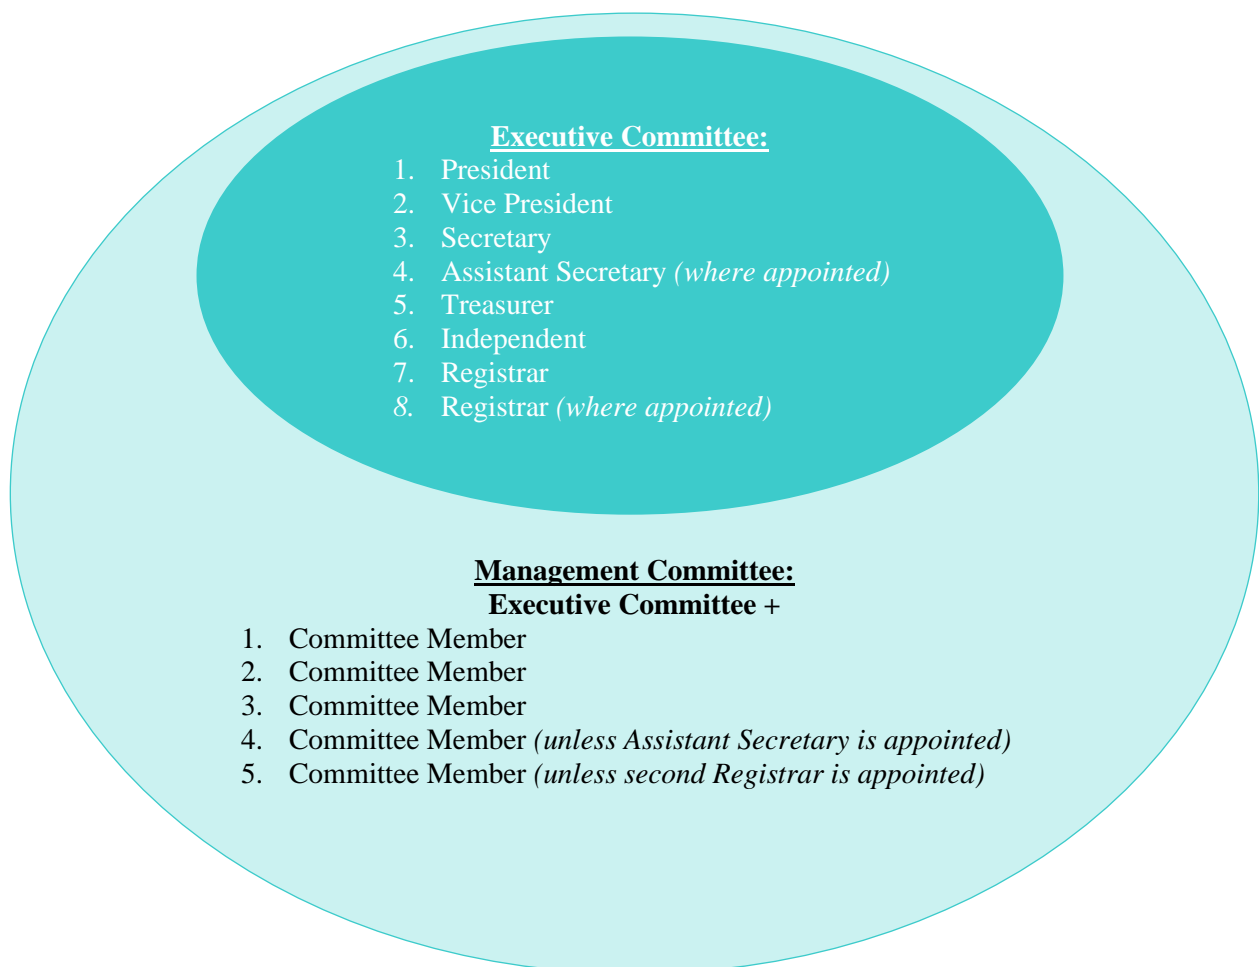 Executive Committee:
1. President
2. Vice President
3. Secretary
4. Assistant Secretary (where appointed)
5. Treasurer
6. Independent
7. Registrar
8. Registrar (where appointed)
Management Committee:
Executive Committee +
1. Committee Member
2. Committee Member
3. Committee Member
4. Committee Member (unless Assistant Secretary is appointed)
5. Committee Member (unless second Registrar is appointed)